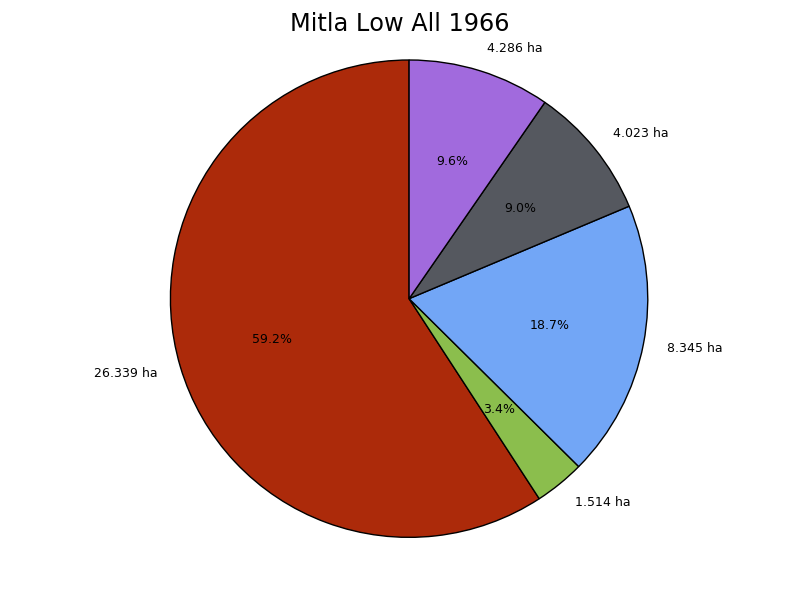 Mitla Low All 1966
4.286 ha
4.023 ha
9.6%
9.0%
18.7%
59.2%
8.345 ha
26.339 ha
3.4%
1.514 ha